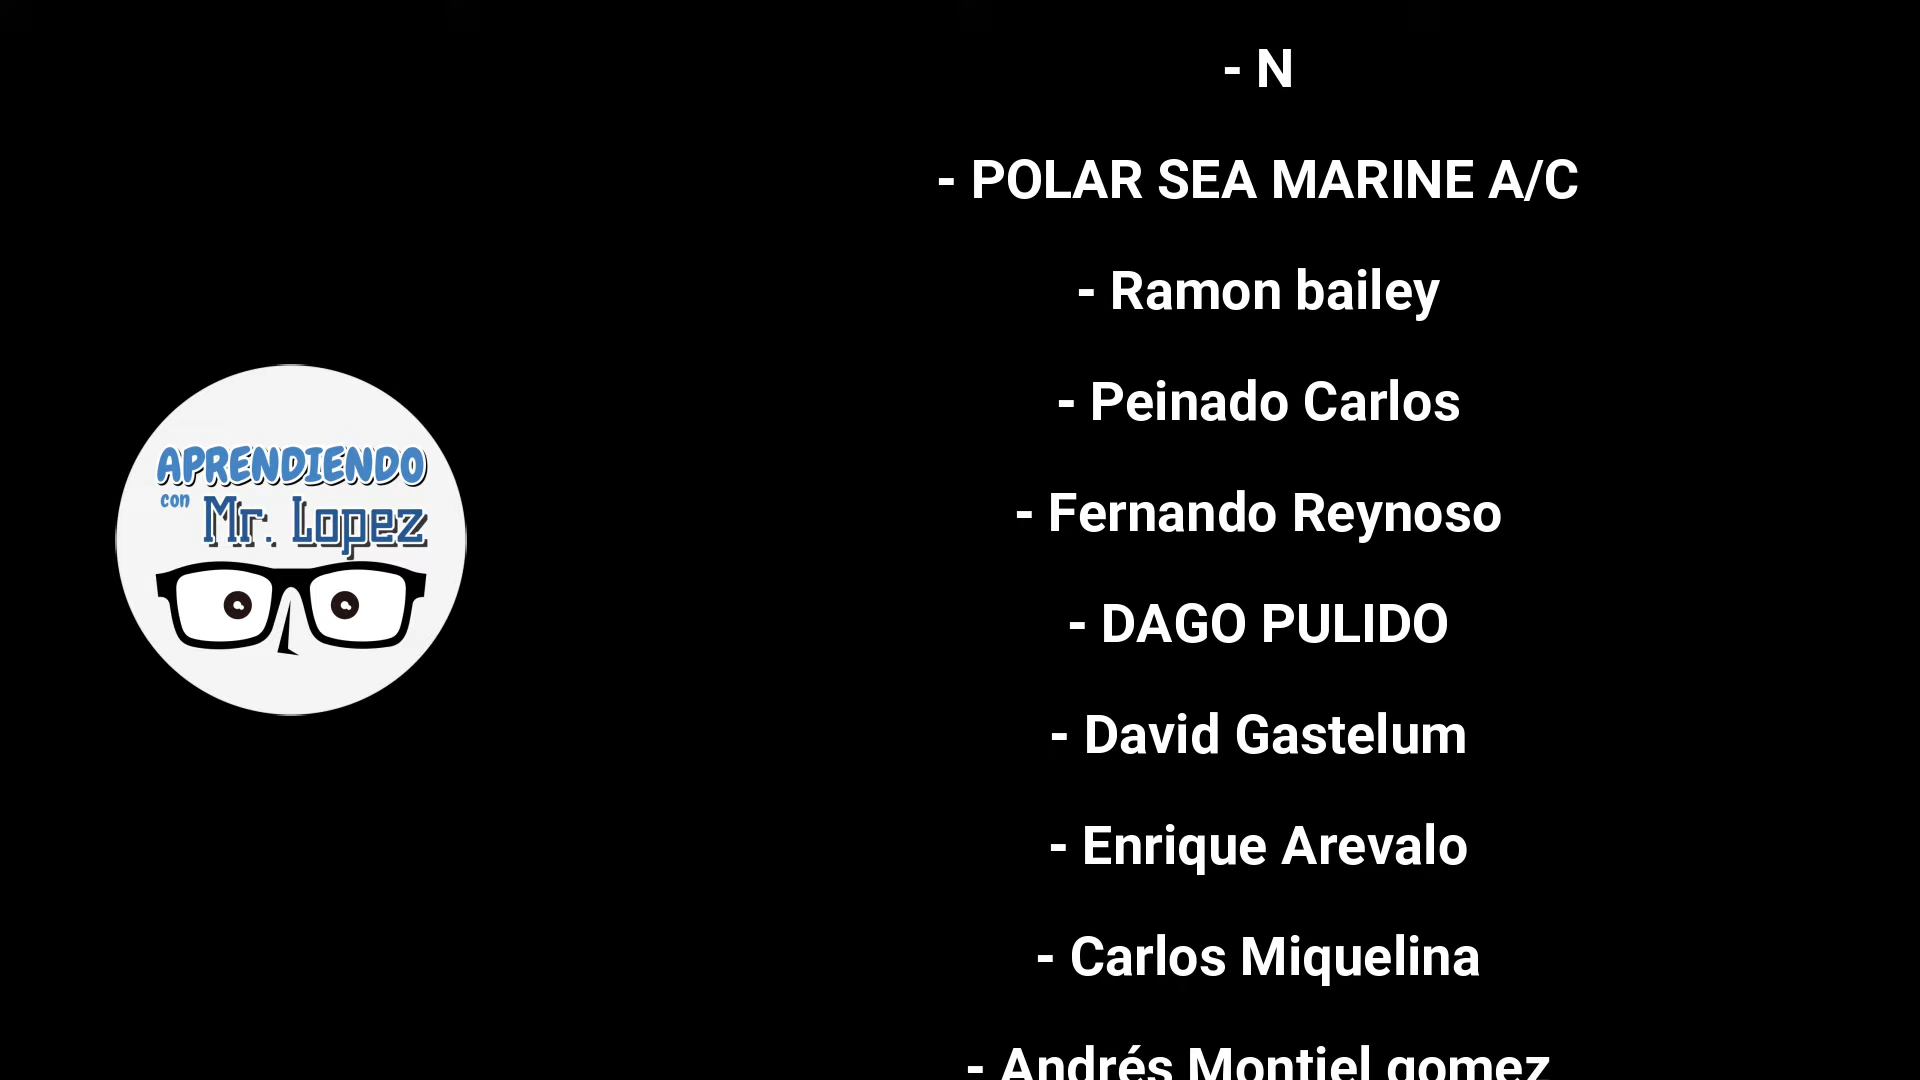 APRENDIENDO
con Mr. Lopez
- N
- POLAR SEA MARINE A/C
- Ramon bailey
- Peinado Carlos
- Fernando Reynoso
- DAGO PULIDO
- David Gastelum
- Enrique Arevalo
- Carlos Miquelina
- Andrés Montiel gomez